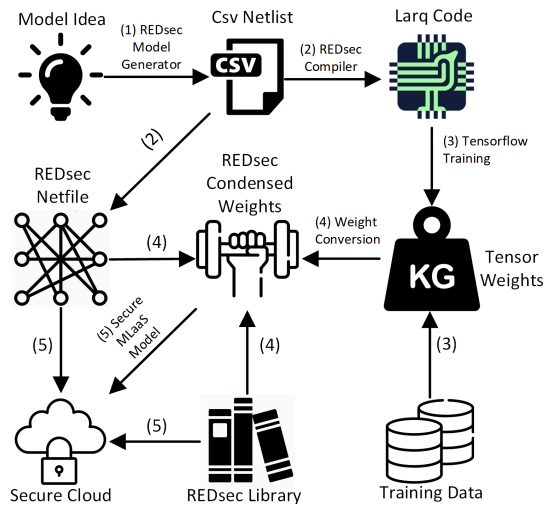 Model Idea
(1) REDsec
Model
Generator
Csv Netlist
CSV
(2) REDsec
Compiler
Larq Code
(2)
(3) Tensorflow
Training
REDsec
Netfile
REDsec
Condensed
Weights
(4)
(4) Weight
Conversion
KG
Tensor
Weights
(5)
(5) Secure
MLaaS
Model
(4)
(3)
(5)
Secure Cloud
REDsec Library
Training Data